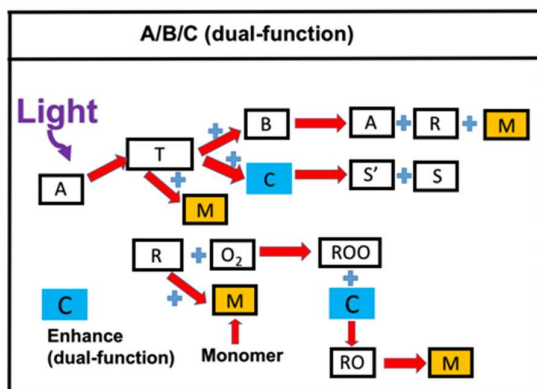 A/B/C (dual-function)
Light
B
A
+
R
+
M
T
+
+
A
+
C
S'
+
S
M
R
+
O₂
ROO
+
+
C
M
C
Enhance
(dual-function)
Monomer
RO
M